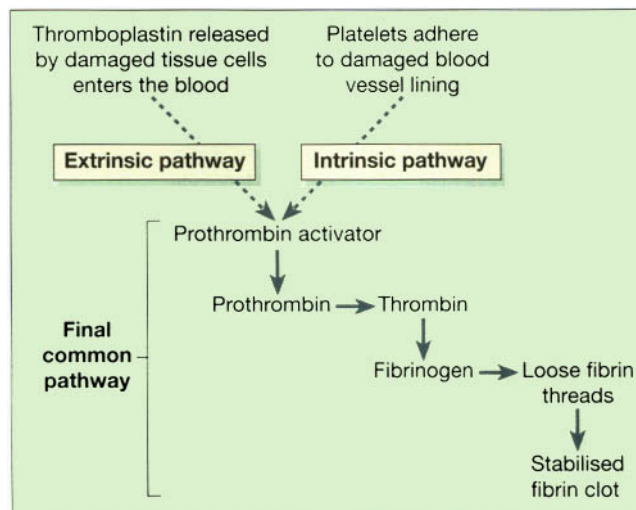 Thromboplastin released
by damaged tissue cells
enters the blood
Platelets adhere
to damaged blood
vessel lining
Extrinsic pathway
Intrinsic pathway
Prothrombin activator
Prothrombin
Thrombin
Final
common
pathway
Fibrinogen
Loose fibrin
threads
Stabilised
fibrin clot